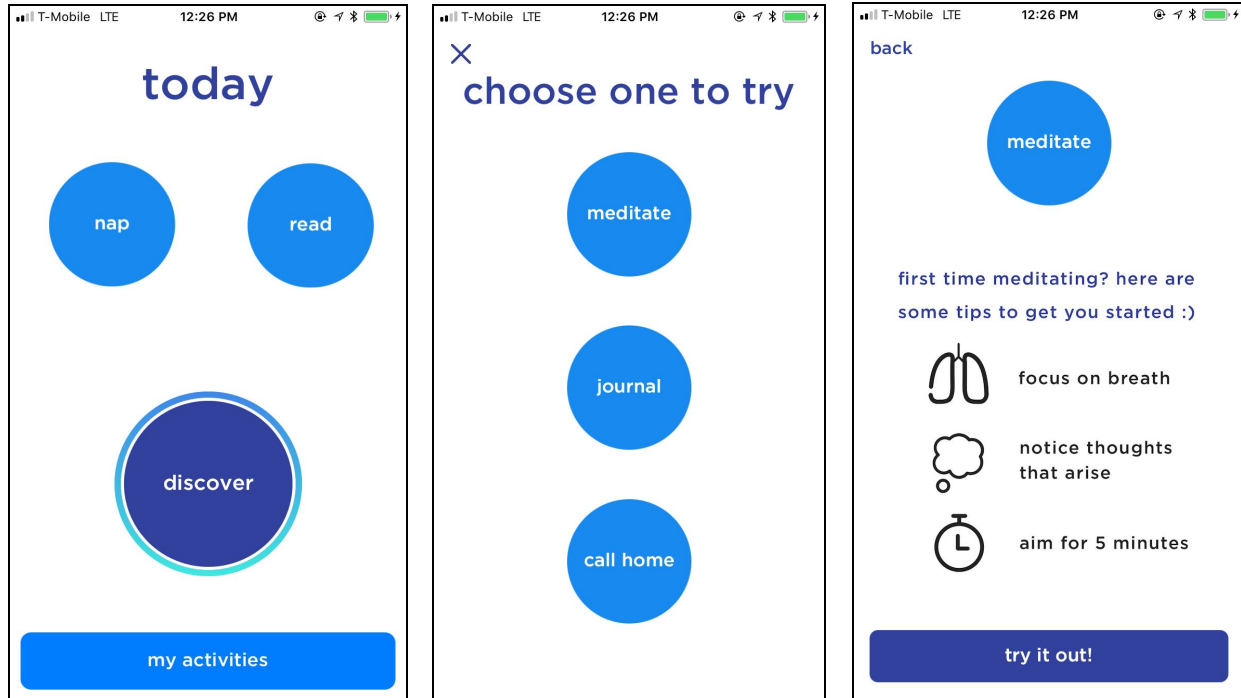 T-Mobile LTE 12:26 PM
today
nap
read
discover
my activities
T-Mobile LTE 12:26 PM
choose one to try
meditate
journal
call home
T-Mobile LTE 12:26 PM
back
meditate
first time meditating? here are
some tips to get you started :)
focus on breath
notice thoughts
that arise
aim for 5 minutes
try it out!